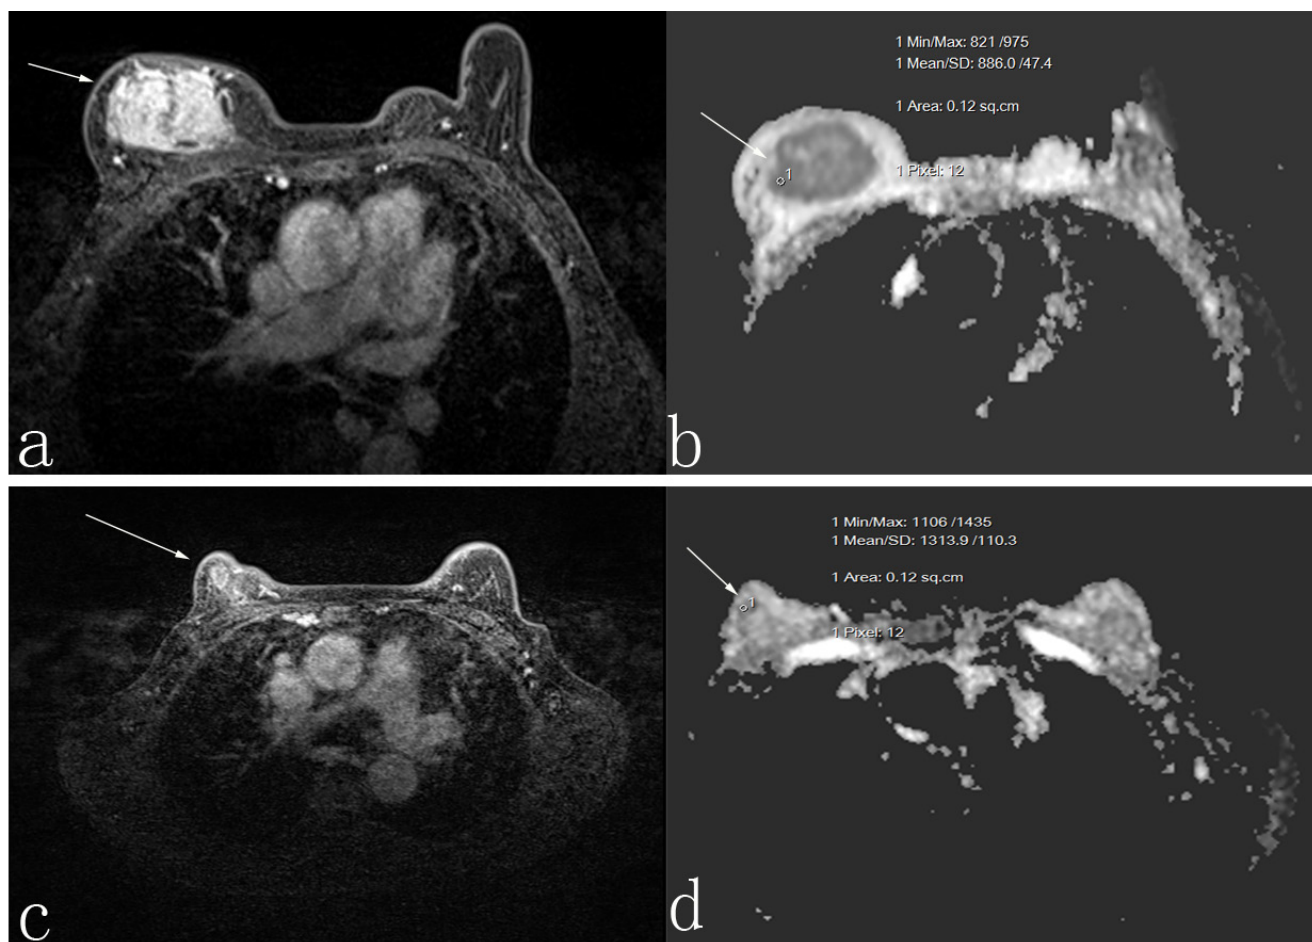 a
1 Min/Max: 821 /975
1 Mean/SD: 886.0 /47.4
1 Area: 0.12 sq.cm
1
1 Pixel: 12
b
c
1 Min/Max: 1106 /1435
1 Mean/SD: 1313.9 /110.3
1 Area: 0.12 sq.cm
1
1 Pixel: 12
d